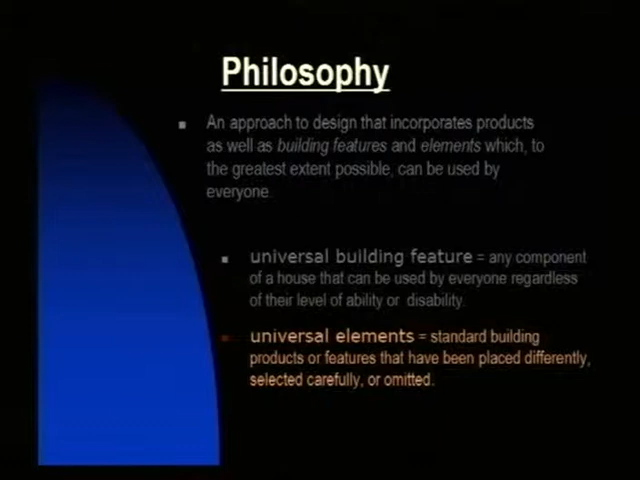 Philosophy
An approach to design that incorporates products
as well as building features and elements which, to
the greatest extent possible, can be used by
everyone.
universal building feature = any component
of a house that can be used by everyone regardless
of their level of ability or disability.
universal elements = standard building
products or features that have been placed differently,
selected carefully, or omitted.